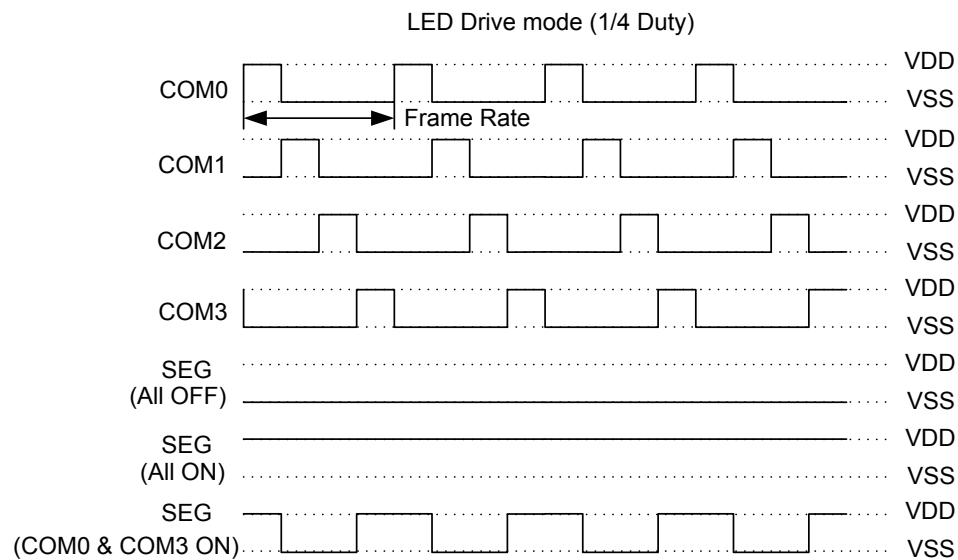 LED Drive mode (1/4 Duty)
VDD
COM0
VSS
Frame Rate
VDD
COM1
VSS
VDD
COM2
VSS
VDD
COM3
VSS
SEG
(All OFF)
VDD
VSS
SEG
(All ON)
VDD
VSS
SEG
(COM0 & COM3 ON)
VDD
VSS